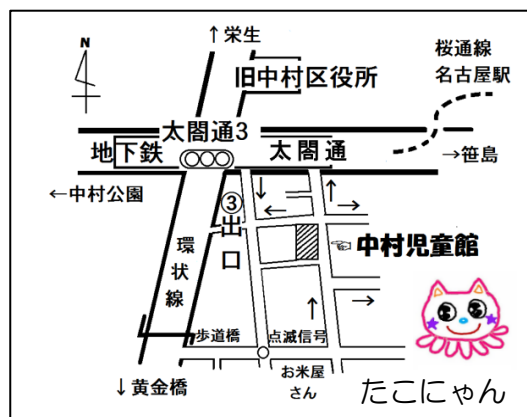 N
↑栄生
旧中村区役所
桜通線
名古屋駅
太閤通3
地下鉄
太閤通
→笹島
←中村公園
③出口
環状線
☜中村児童館
歩道橋
点滅信号
お米屋
さん
↓黄金橋
たこにゃん